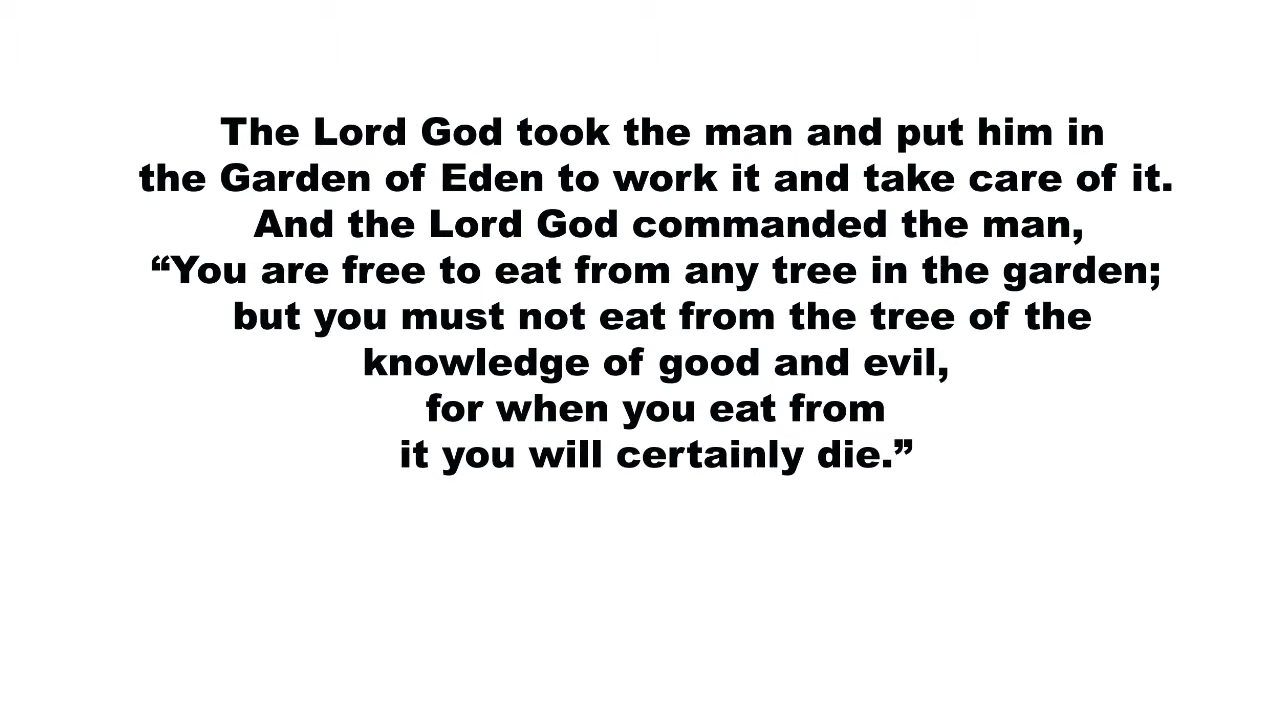 The Lord God took the man and put him in
the Garden of Eden to work it and take care of it.
And the Lord God commanded the man,
“You are free to eat from any tree in the garden;
but you must not eat from the tree of the
knowledge of good and evil,
for when you eat from
it you will certainly die.”